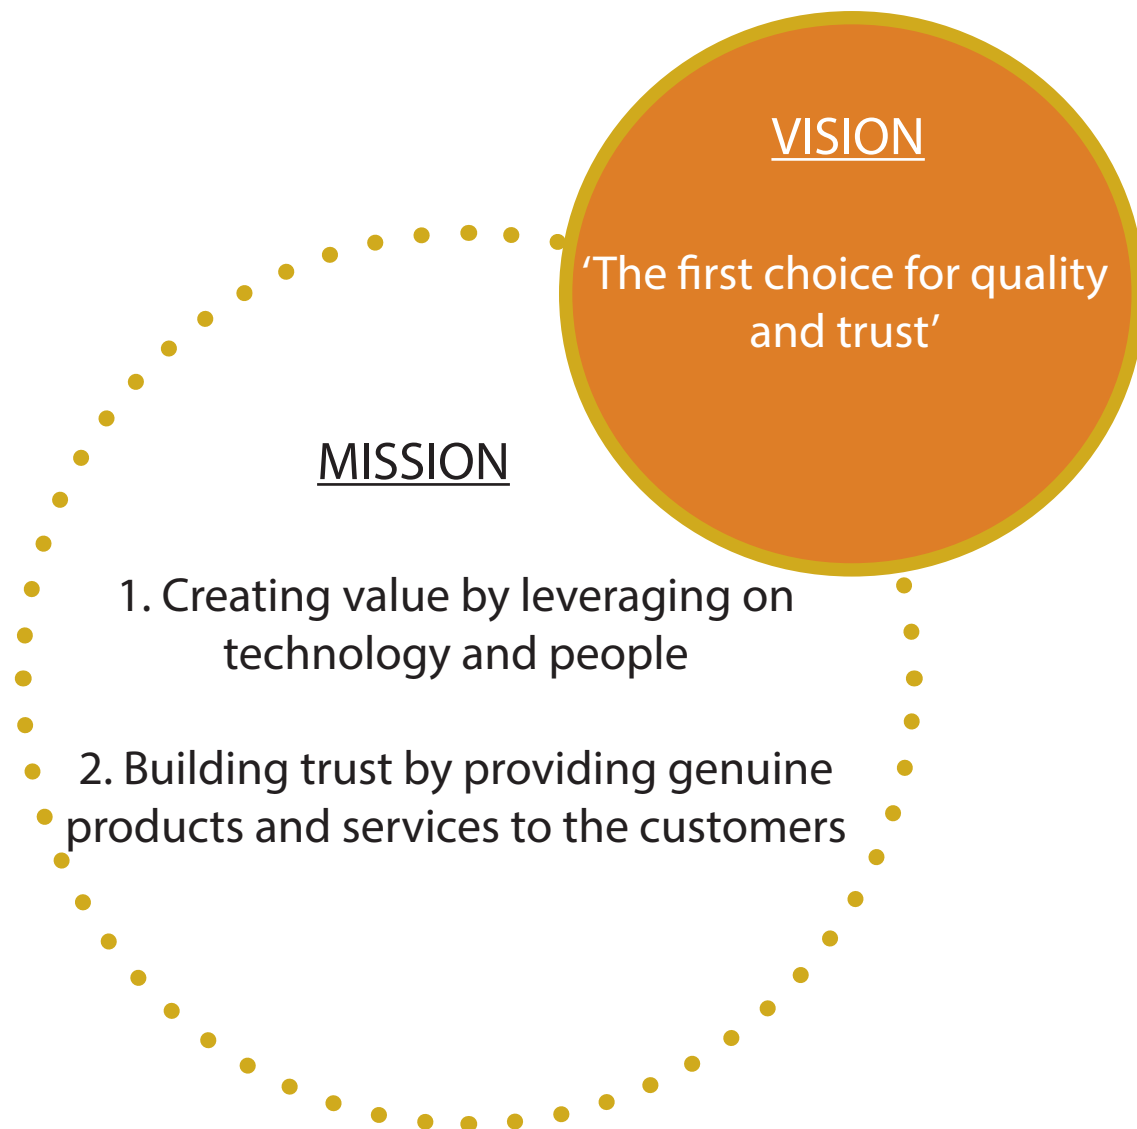 VISION
‘The first choice for quality
and trust’
MISSION
1. Creating value by leveraging on
technology and people
2. Building trust by providing genuine
products and services to the customers